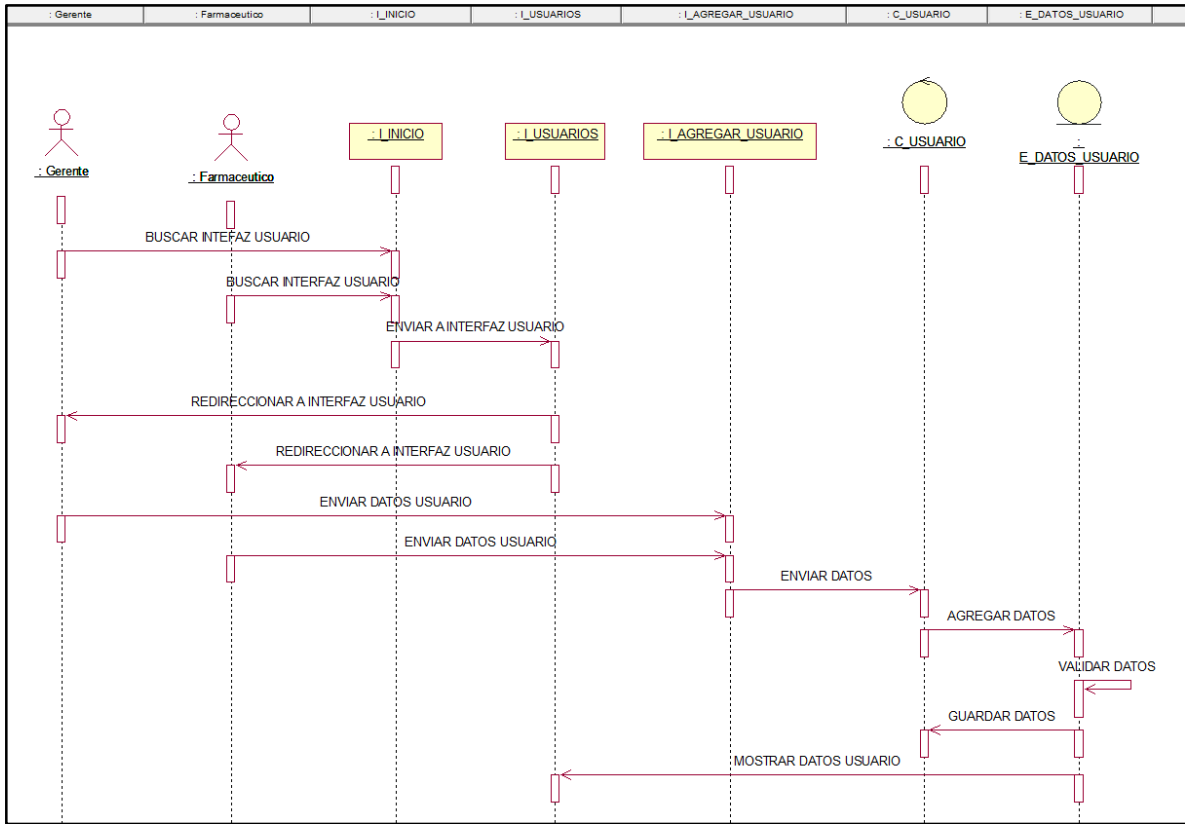 : Gerente
: Farmaceutico
: I_INICIO
: I_USUARIOS
: I_AGREGAR_USUARIO
: C_USUARIO
: E_DATOS_USUARIO
: Gerente
: Farmaceutico
: I_INICIO
: I_USUARIOS
: I_AGREGAR_USUARIO
: C_USUARIO
:
E_DATOS_USUARIO
BUSCAR INTEFAZ USUARIO
BUSCAR INTERFAZ USUARIO
ENVIAR A INTERFAZ USUARIO
REDIRECCIONAR A INTERFAZ USUARIO
REDIRECCIONAR A INTERFAZ USUARIO
ENVIAR DATOS USUARIO
ENVIAR DATOS USUARIO
ENVIAR DATOS
AGREGAR DATOS
VALIDAR DATOS
GUARDAR DATOS
MOSTRAR DATOS USUARIO